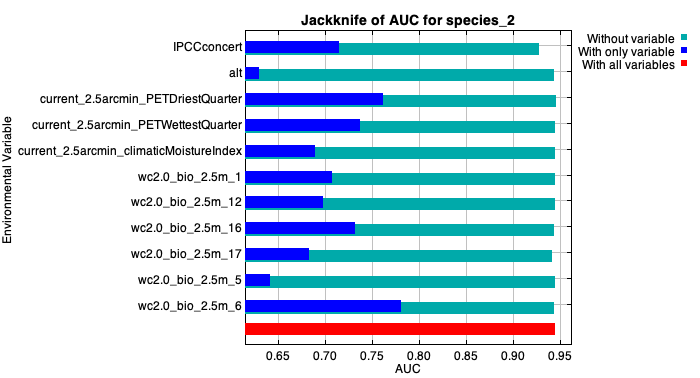 Jackknife of AUC for species_2
Without variable
With only variable
With all variables
Environmental Variable
IPCCconcert
alt
current_2.5arcmin_PETDriestQuarter
current_2.5arcmin_PETWettestQuarter
current_2.5arcmin_climaticMoistureIndex
wc2.0_bio_2.5m_1
wc2.0_bio_2.5m_12
wc2.0_bio_2.5m_16
wc2.0_bio_2.5m_17
wc2.0_bio_2.5m_5
wc2.0_bio_2.5m_6
0.65 0.70 0.75 0.80 0.85 0.90 0.95
AUC